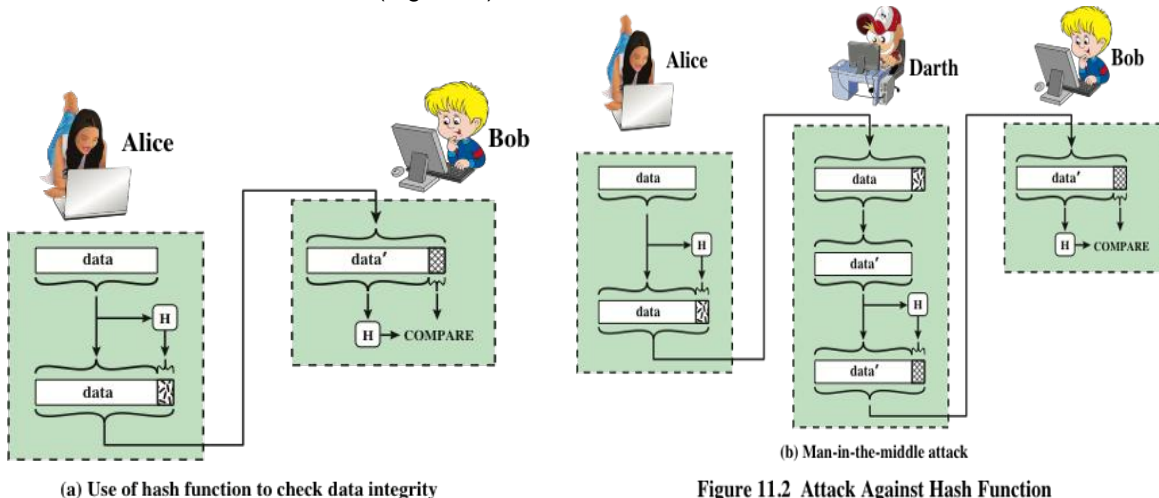 Alice
Bob
data
H
data
data′
H
COMPARE
(a) Use of hash function to check data integrity
Alice
Darth
Bob
data
H
data
data
data′
H
data′
data′
H
COMPARE
(b) Man-in-the-middle attack
Figure 11.2 Attack Against Hash Function